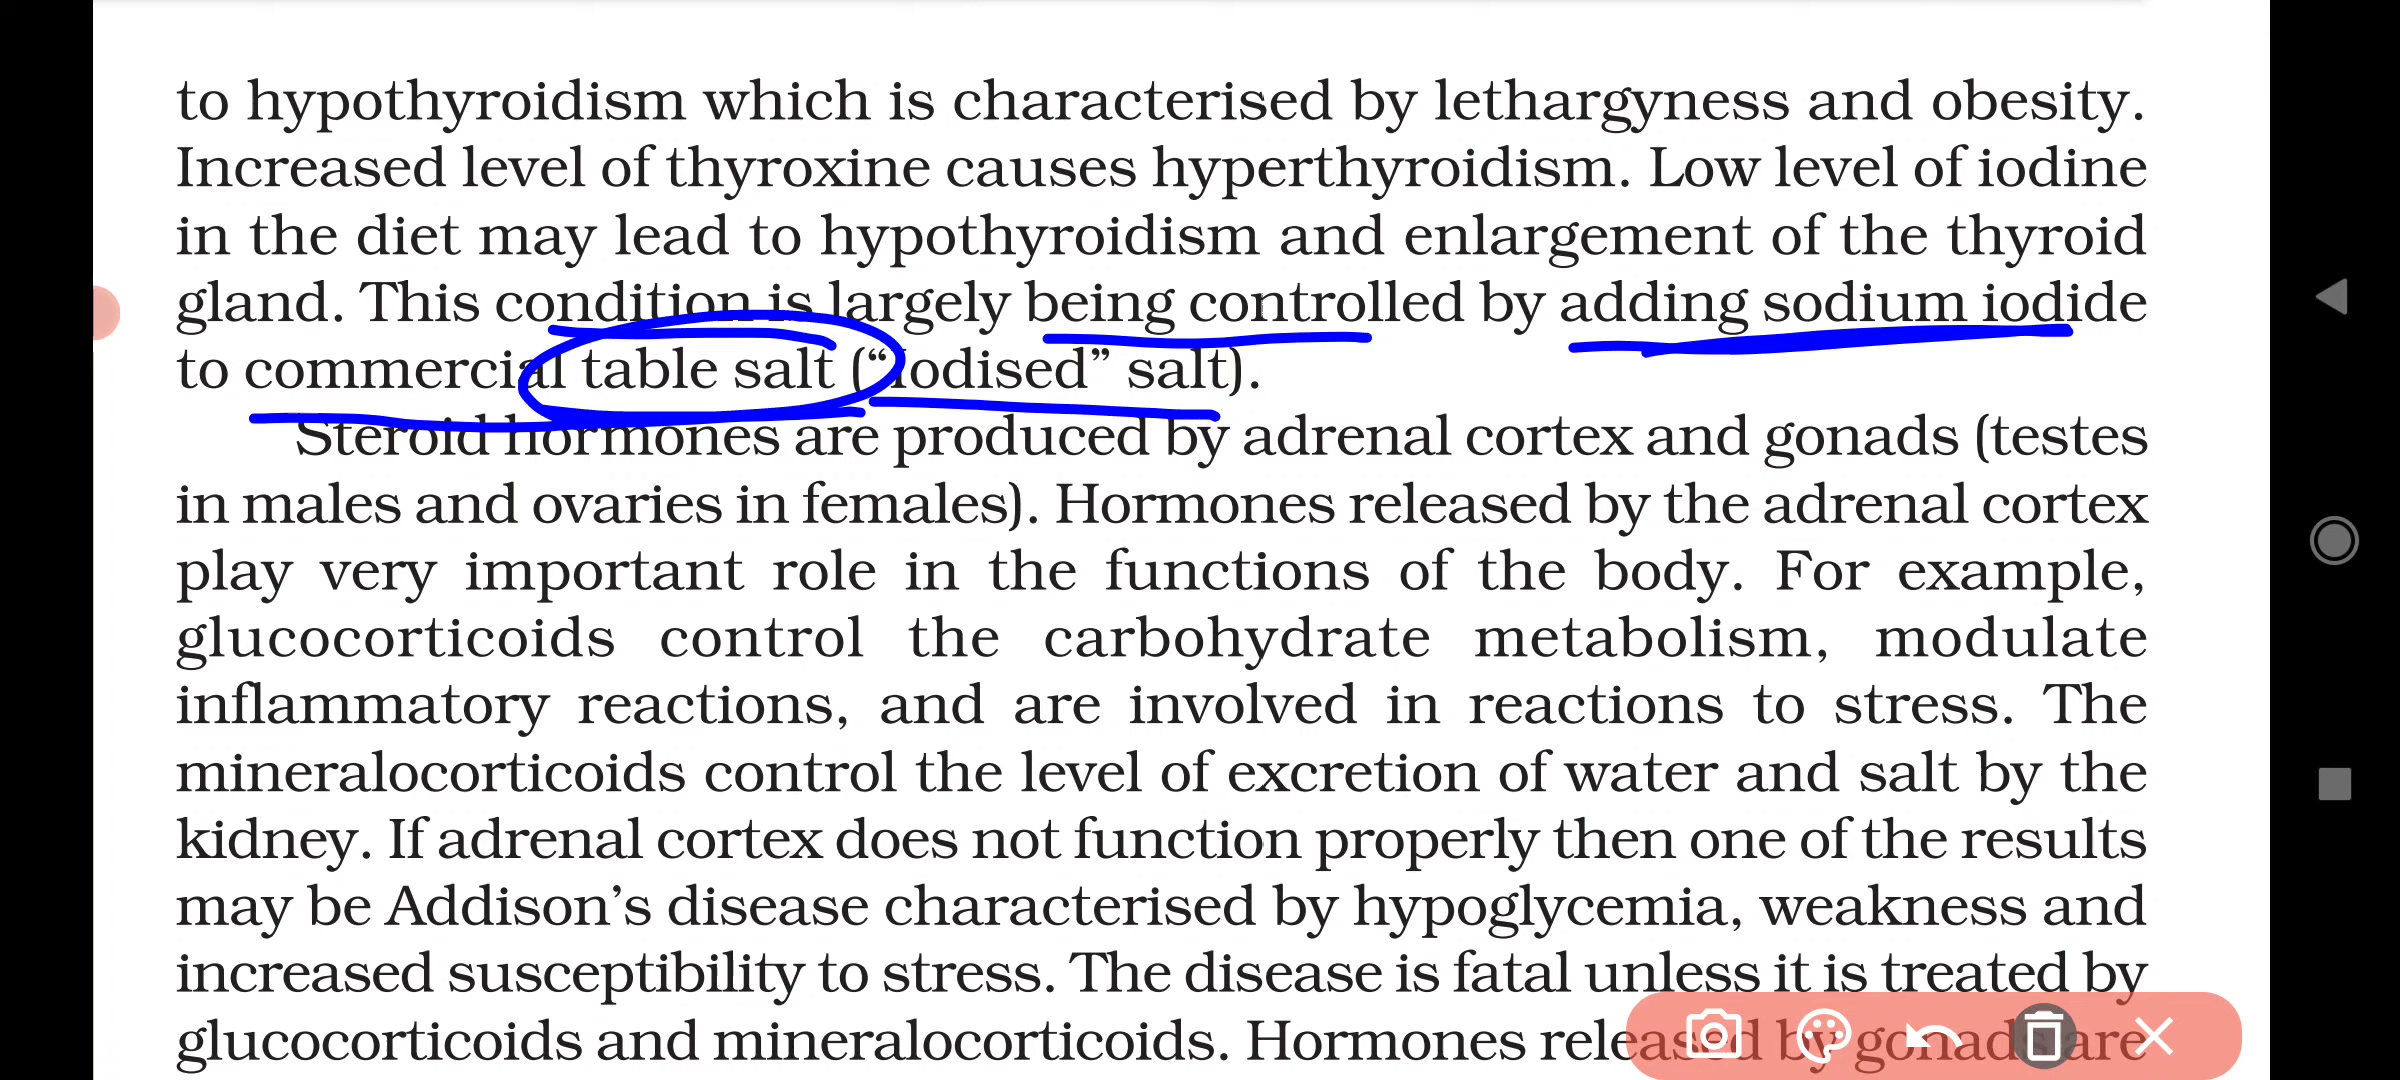 to hypothyroidism which is characterised by lethargyness and obesity.
Increased level of thyroxine causes hyperthyroidism. Low level of iodine
in the diet may lead to hypothyroidism and enlargement of the thyroid
gland. This condition is largely being controlled by adding sodium iodide
to commercial table salt (“Iodised” salt).
Steroid hormones are produced by adrenal cortex and gonads (testes
in males and ovaries in females). Hormones released by the adrenal cortex
play very important role in the functions of the body. For example,
glucocorticoids control the carbohydrate metabolism, modulate
inflammatory reactions, and are involved in reactions to stress. The
mineralocorticoids control the level of excretion of water and salt by the
kidney. If adrenal cortex does not function properly then one of the results
may be Addison’s disease characterised by hypoglycemia, weakness and
increased susceptibility to stress. The disease is fatal unless it is treated by
glucocorticoids and mineralocorticoids. Hormones released by gonads are